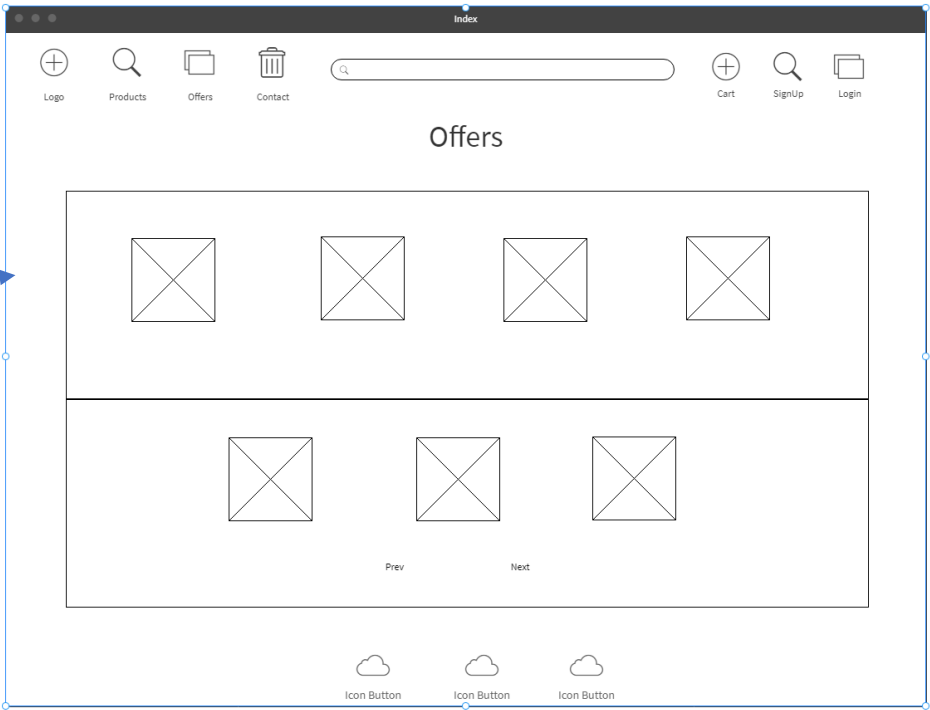 Index
Logo
Products
Offers
Contact
Cart
SignUp
Login
Offers
Prev
Next
Icon Button
Icon Button
Icon Button